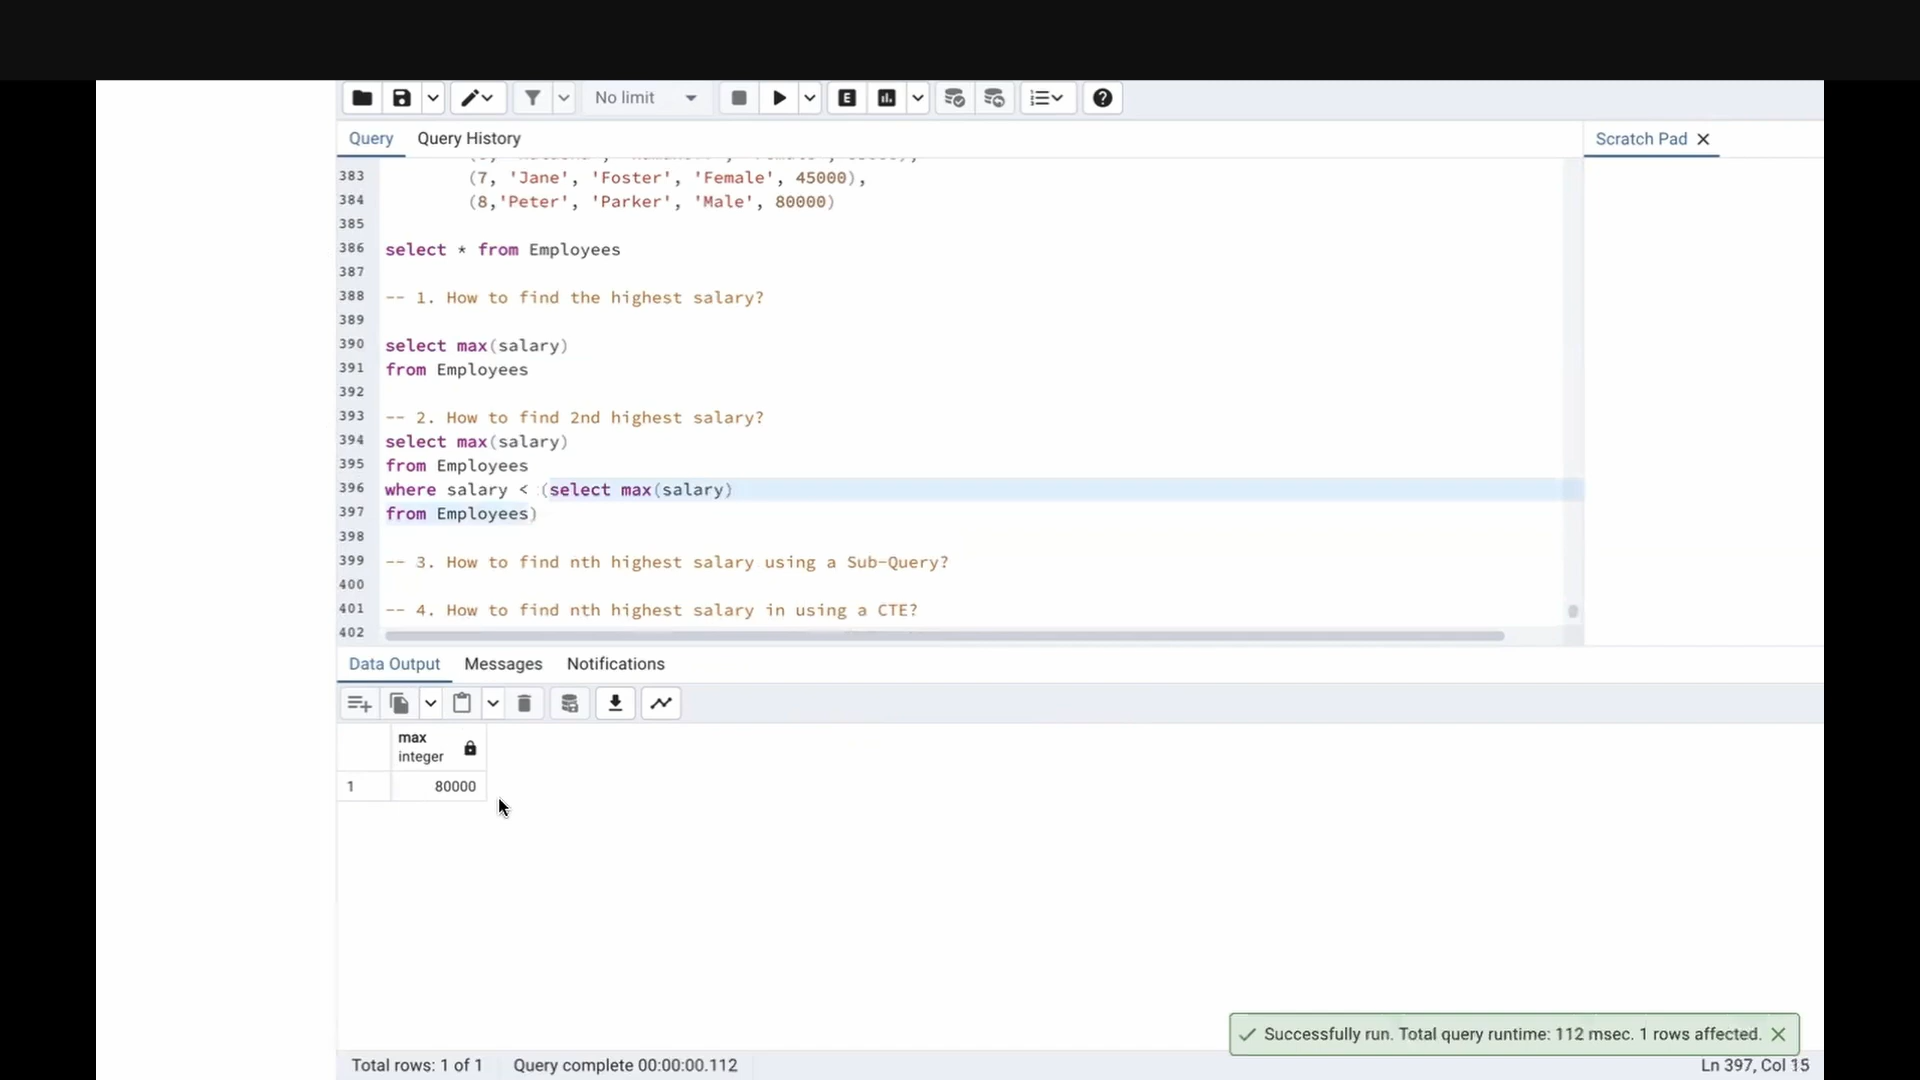 No limit
Query
Query History
Scratch Pad
383 (7, 'Jane', 'Foster', 'Female', 45000),
384 (8,'Peter', 'Parker', 'Male', 80000)
385
386 select * from Employees
387
388 -- 1. How to find the highest salary?
389
390 select max(salary)
391 from Employees
392
393 -- 2. How to find 2nd highest salary?
394 select max(salary)
395 from Employees
396 where salary < (select max(salary)
397 from Employees)
398
399 -- 3. How to find nth highest salary using a Sub-Query?
400
401 -- 4. How to find nth highest salary in using a CTE?
402
Data Output
Messages
Notifications
max
integer
1 80000
Successfully run. Total query runtime: 112 msec. 1 rows affected.
Total rows: 1 of 1
Query complete 00:00:00.112
Ln 397, Col 15